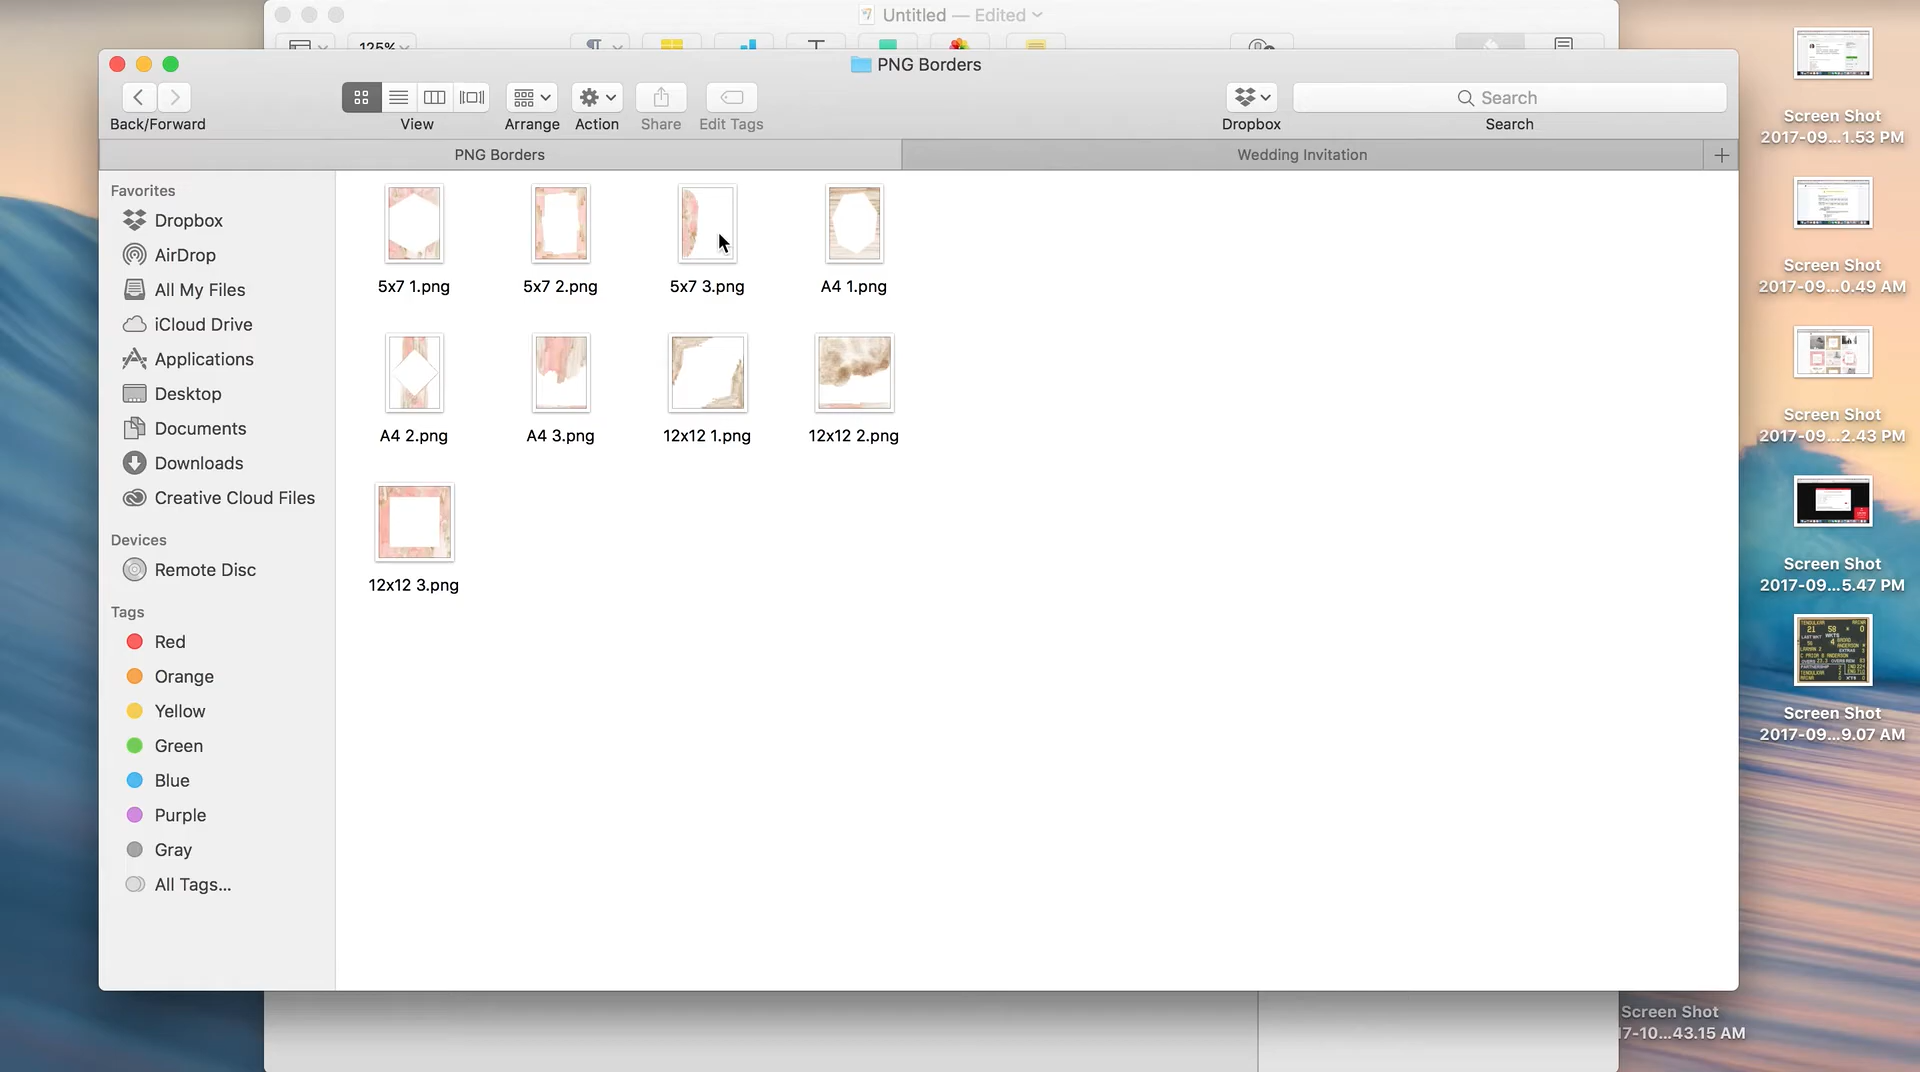 Untitled — Edited
125%
PNG Borders
Back/Forward
View
Arrange
Action
Share
Edit Tags
Dropbox
Search
Search
PNG Borders
Wedding Invitation
Favorites
Dropbox
AirDrop
All My Files
iCloud Drive
Applications
Desktop
Documents
Downloads
Creative Cloud Files
Devices
Remote Disc
Tags
Red
Orange
Yellow
Green
Blue
Purple
Gray
All Tags...
5x7 1.png
5x7 2.png
5x7 3.png
A4 1.png
A4 2.png
A4 3.png
12x12 1.png
12x12 2.png
12x12 3.png
Screen Shot
2017-09...1.53 PM
Screen Shot
2017-09...0.49 AM
Screen Shot
2017-09...2.43 PM
Screen Shot
2017-09...5.47 PM
Screen Shot
2017-09...9.07 AM
Screen Shot
17-10...43.15 AM